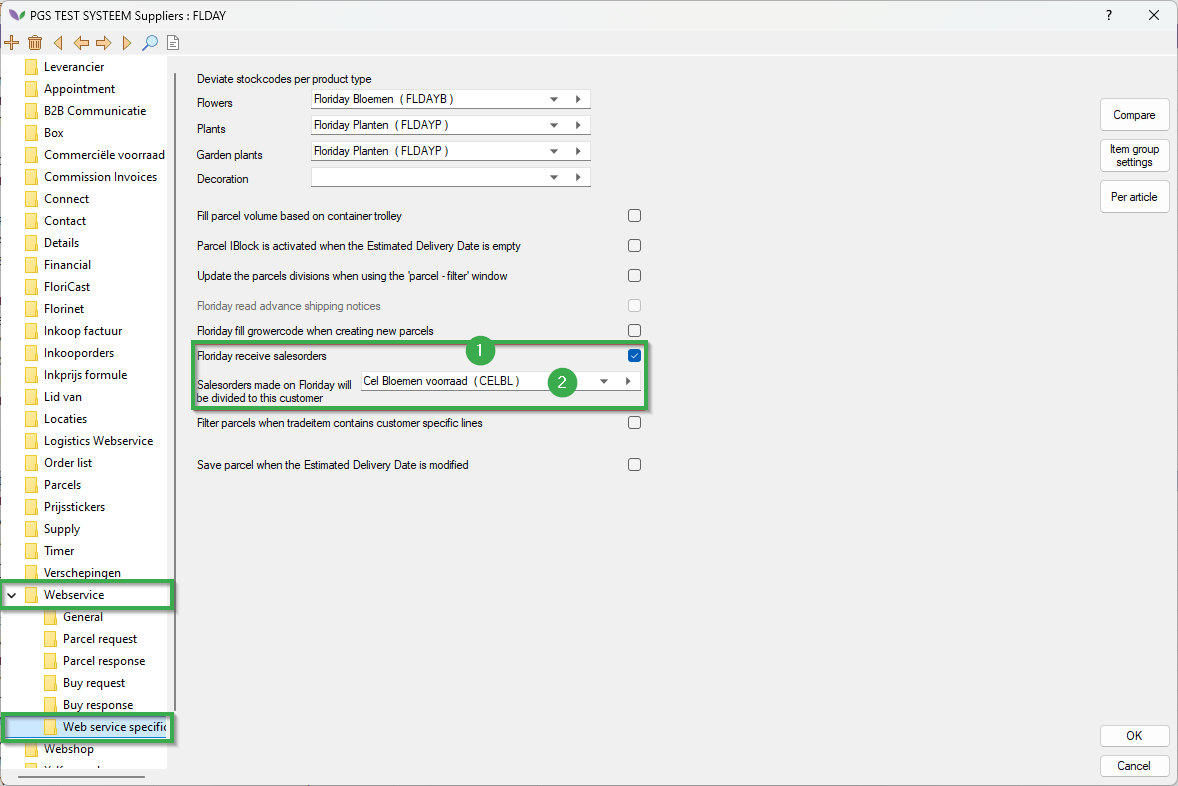 PGS TEST SYSTEEM Suppliers : FLDAY
?
Leverancier
Appointment
B2B Communicatie
Box
Commerciële voorraad
Commission Invoices
Connect
Contact
Details
Financial
FloriCast
Florinet
Inkoop factuur
Inkooporders
Inkprijs formule
Lid van
Locaties
Logistics Webservice
Order list
Parcels
Prijsstickers
Supply
Timer
Verschepingen
Webservice
General
Parcel request
Parcel response
Buy request
Buy response
Web service specific
Webshop
Deviate stockcodes per product type
Flowers
Floriday Bloemen ( FLDAYB )
Plants
Floriday Planten ( FLDAYP )
Garden plants
Floriday Planten ( FLDAYP )
Decoration
Fill parcel volume based on container trolley
Parcel IBlock is activated when the Estimated Delivery Date is empty
Update the parcels divisions when using the 'parcel - filter' window
Floriday read advance shipping notices
Floriday fill growercode when creating new parcels
1
Floriday receive salesorders
Salesorders made on Floriday will
be divided to this customer
Cel Bloemen voorraad ( CELBL )
2
Filter parcels when tradeitem contains customer specific lines
Save parcel when the Estimated Delivery Date is modified
Compare
Item group
settings
Per article
OK
Cancel